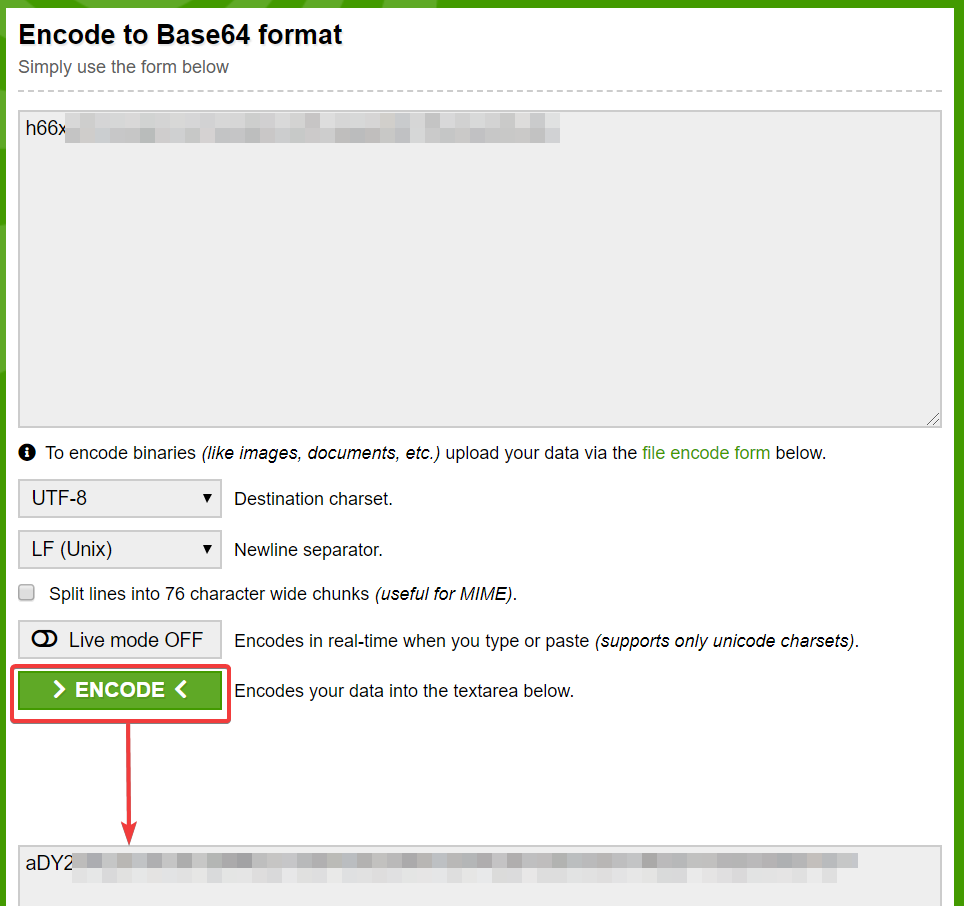 Encode to Base64 format
Simply use the form below
h66x
To encode binaries (like images, documents, etc.) upload your data via the file encode form below.
UTF-8 Destination charset.
LF (Unix) Newline separator.
Split lines into 76 character wide chunks (useful for MIME).
Live mode OFF Encodes in real-time when you type or paste (supports only unicode charsets).
> ENCODE < Encodes your data into the textarea below.
aDY2